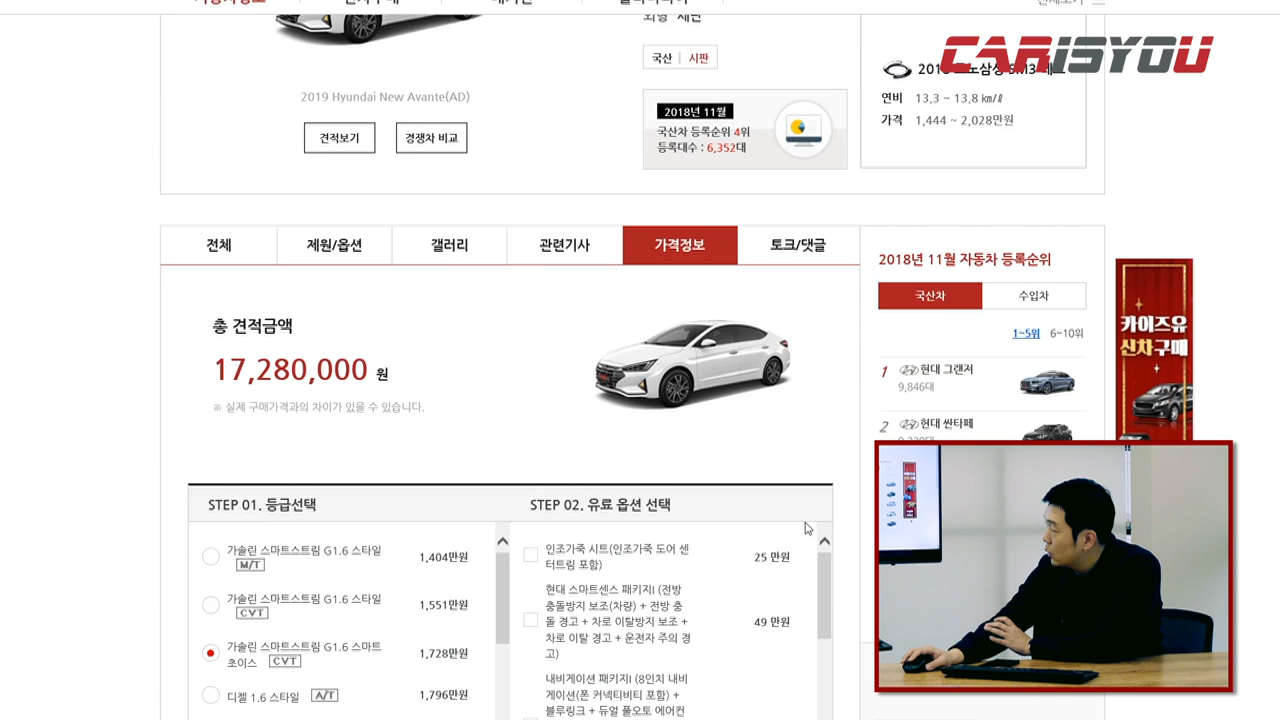 외형 세단
국산 | 시판
CARISYOU
2019 Hyundai New Avante(AD)
견적보기
경쟁차 비교
2018년 11월
국산차 등록순위 4위
등록대수 : 6,352대
연비 13.3 ~ 13.8 ㎞/ℓ
가격 1,444 ~ 2,028만원
전체
제원/옵션
갤러리
관련기사
가격정보
토크/댓글
총 견적금액
17,280,000 원
※ 실제 구매가격과의 차이가 있을 수 있습니다.
2018년 11월 자동차 등록순위
국산차
수입차
1~5위 6~10위
1 현대 그랜저
9,846대
2 현대 싼타페
카이즈유
신차구매
STEP 01. 등급선택
가솔린 스마트스트림 G1.6 스타일
M/T
1,404만원
가솔린 스마트스트림 G1.6 스타일
CVT
1,551만원
가솔린 스마트스트림 G1.6 스마트
초이스 CVT
1,728만원
디젤 1.6 스타일 A/T
1,796만원
STEP 02. 유료 옵션 선택
인조가죽 시트(인조가죽 도어 센
터트림 포함)
25 만원
현대 스마트센스 패키지I (전방
충돌방지 보조(차량) + 전방 충
돌 경고 + 차로 이탈방지 보조 +
차로 이탈 경고 + 운전자 주의 경
고)
49 만원
내비게이션 패키지I (8인치 내비
게이션(폰 커넥티비티 포함) +
블루링크 + 듀얼 풀오토 에어컨